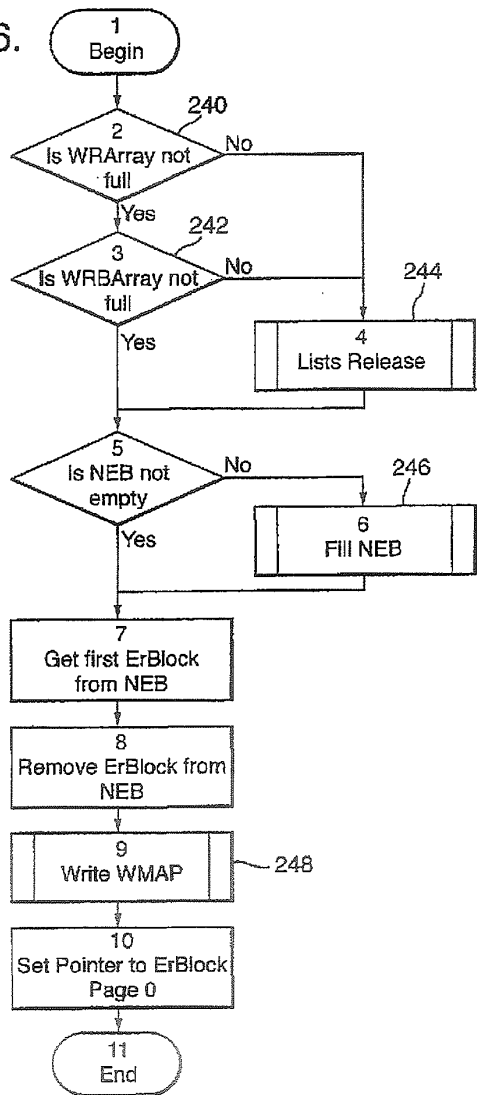 6.
1
Begin
240
2
Is WRArray not
full
No
Yes
242
3
Is WRBArray not
full
No
Yes
244
4
Lists Release
5
Is NEB not
empty
No
Yes
246
6
Fill NEB
7
Get first ErBlock
from NEB
8
Remove ErBlock from
NEB
9
Write WMAP
248
10
Set Pointer to ErBlock
Page 0
11
End